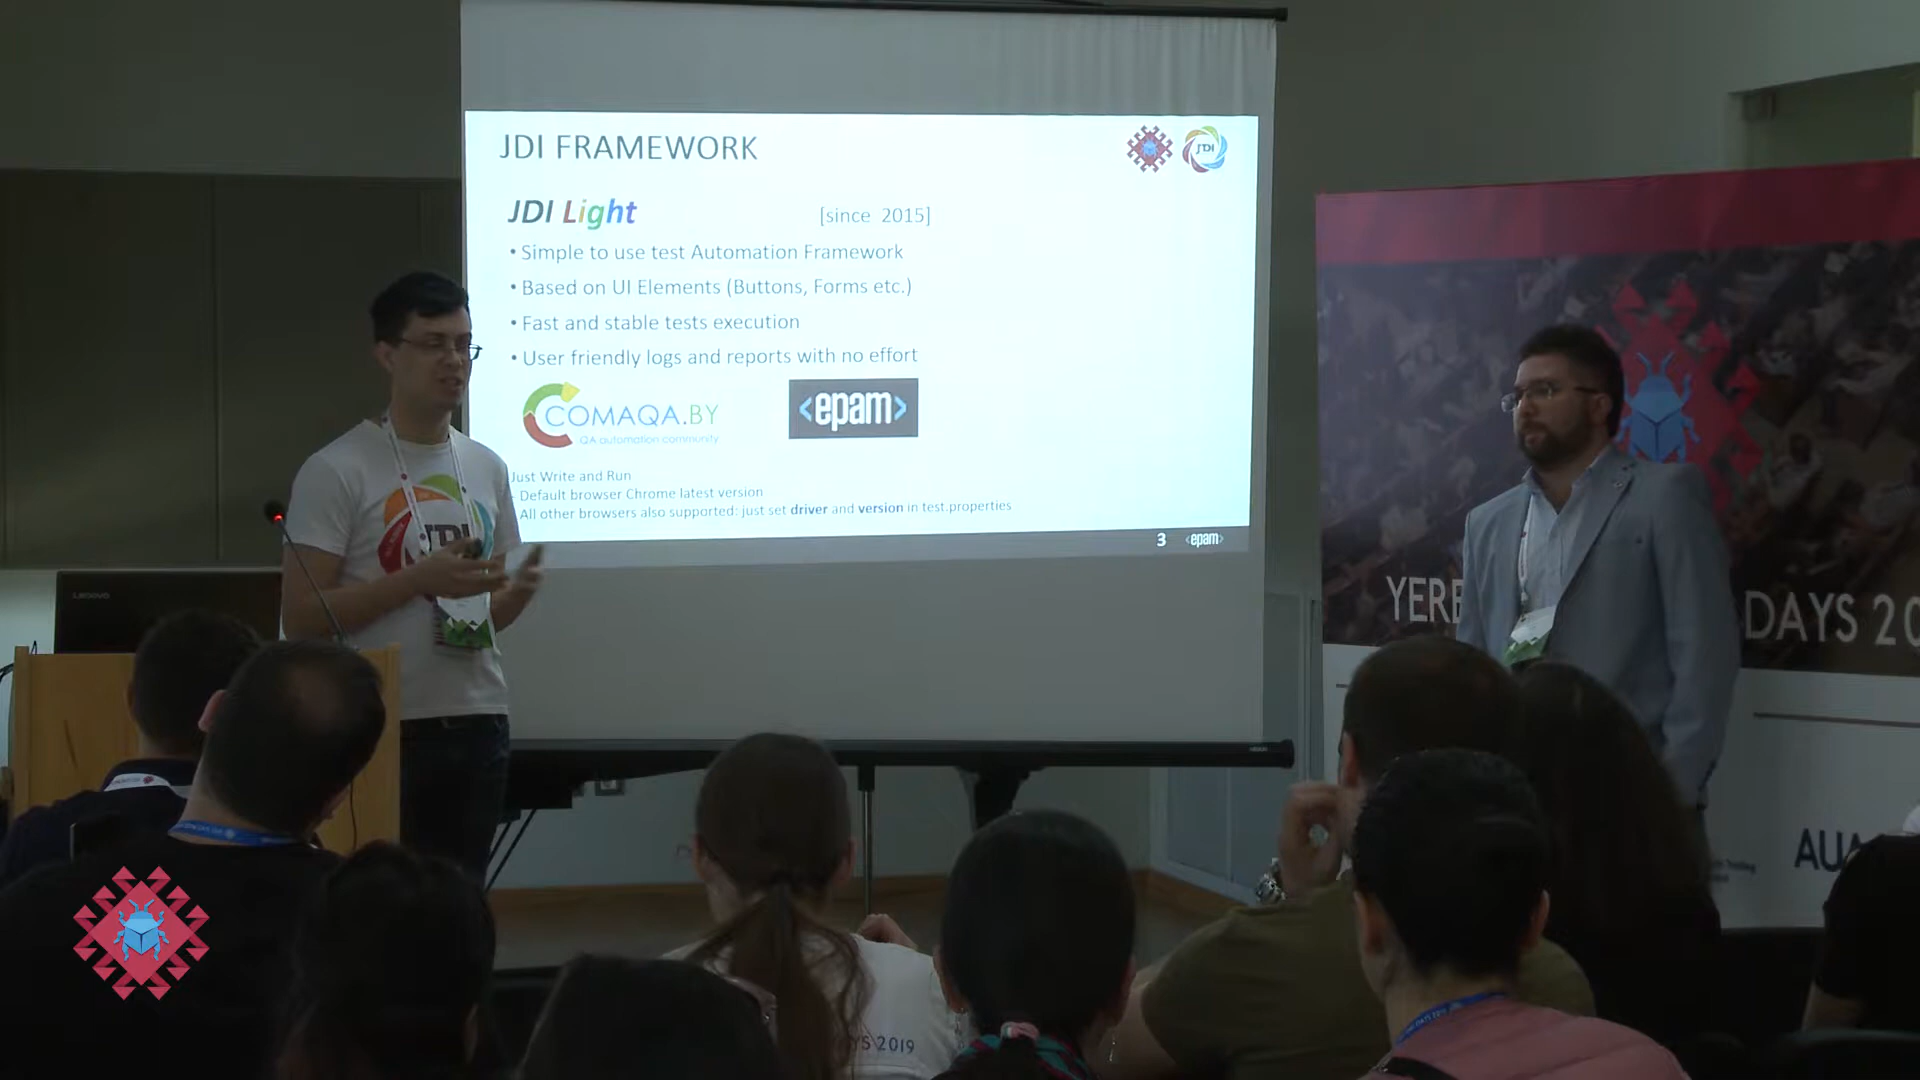 JDI FRAMEWORK
JDI
JDI Light
[since 2015]
• Simple to use test Automation Framework
• Based on UI Elements (Buttons, Forms etc.)
• Fast and stable tests execution
• User friendly logs and reports with no effort
COMAQA.BY
QA automation community
<epam>
Just Write and Run
- Default browser Chrome latest version
All other browsers also supported: just set driver and version in test.properties
3
<epam>
JDI
Lenovo
DAYS 20
AUA
YS 2019